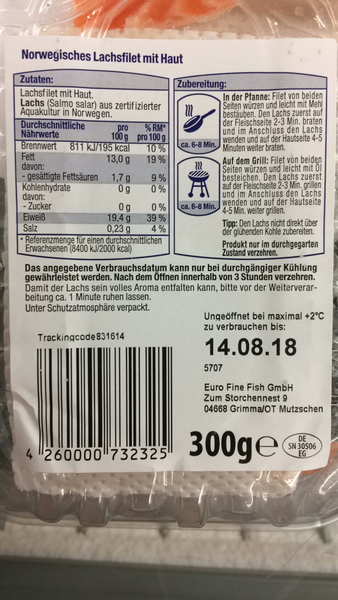 Norwegisches Lachsfilet mit Haut
Zutaten:
Lachsfilet mit Haut.
Lachs (Salmo salar) aus zertifizierter
Aquakultur in Norwegen.
Durchschnittliche Nährwerte pro 100 g % RM* pro 100 g
Brennwert 811 kJ/195 kcal 10 %
Fett 13,0 g 19 %
davon:
- gesättigte Fettsäuren 1,7 g 9 %
Kohlenhydrate 0 g 0 %
davon:
- Zucker 0 g 0 %
Eiweiß 19,4 g 39 %
Salz 0,23 g 4 %
* Referenzmenge für einen durchschnittlichen
Erwachsenen (8400 kJ/2000 kcal)
Zubereitung:
ca. 6-8 Min.
In der Pfanne: Filet von beiden
Seiten würzen und leicht mit Mehl
bestäuben. Den Lachs zuerst auf
der Fleischseite 2-3 Min. braten
und im Anschluss den Lachs
wenden und auf der Hautseite 4-5
Minuten weiter braten.
ca. 6-8 Min.
Auf dem Grill: Filet von beiden
Seiten würzen und leicht mit Öl
besteichen. Den Lachs zuerst
auf der Fleischseite 2-3 Min. grillen
und im Anschluss den Lachs
wenden und auf der Hautseite
4-5 Min. weiter grillen.
Tipp: Den Lachs nicht direkt über
der glühenden Kohle zubereiten.
Produkt nur im durchgegarten
Zustand verzehren.
Das angegebene Verbrauchsdatum kann nur bei durchgängiger Kühlung
gewährleistet werden. Nach dem Öffnen innerhalb von 3 Stunden verzehren.
Damit der Lachs sein volles Aroma entfalten kann, bitte vor der Weiterverar-
beitung ca. 1 Minute ruhen lassen.
Unter Schutzatmosphäre verpackt.
Trackingcode831614
Ungeöffnet bei maximal +2°C
zu verbrauchen bis:
14.08.18
5707
Euro Fine Fish GmbH
Zum Storchennest 9
04668 Grimma/OT Mutzschen
4 260000 732325
300g e
DE
SN 30506
EG